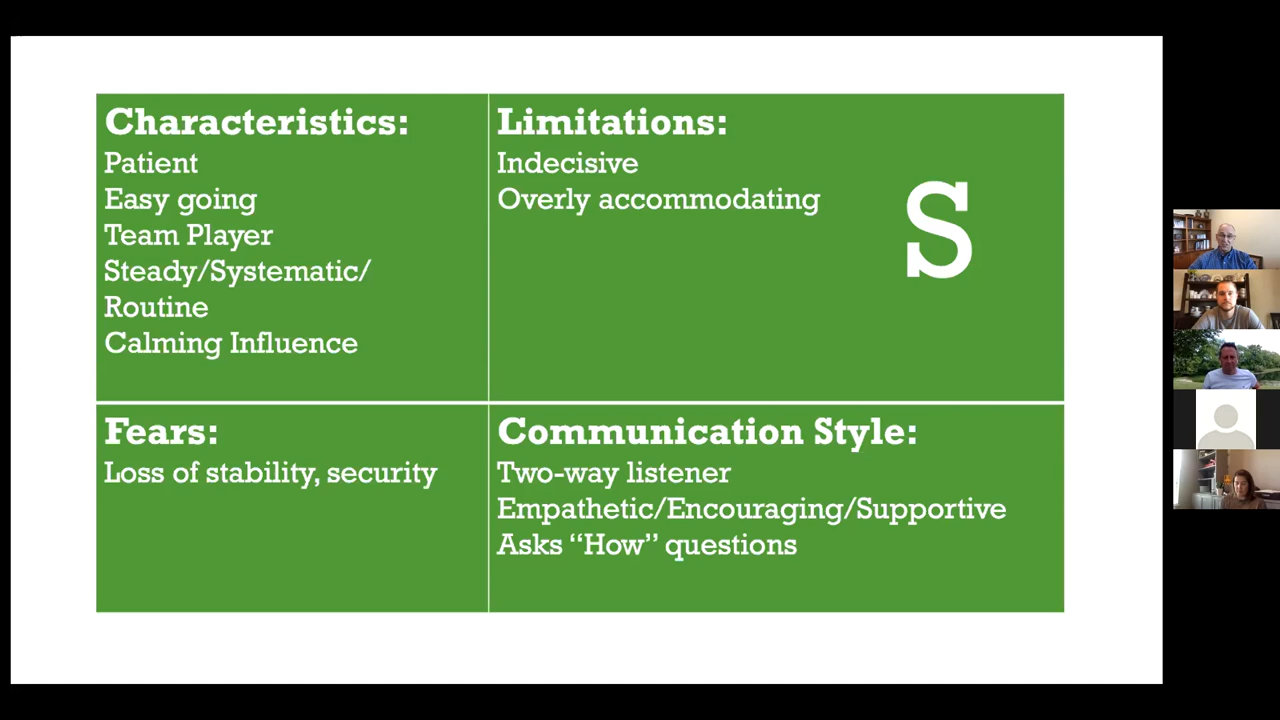 Characteristics:
Patient
Easy going
Team Player
Steady/Systematic/
Routine
Calming Influence
Limitations:
Indecisive
Overly accommodating
S
Fears:
Loss of stability, security
Communication Style:
Two-way listener
Empathetic/Encouraging/Supportive
Asks “How” questions